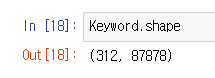 In [18]: Keyword.shape
Out[18]: (312, 87878)